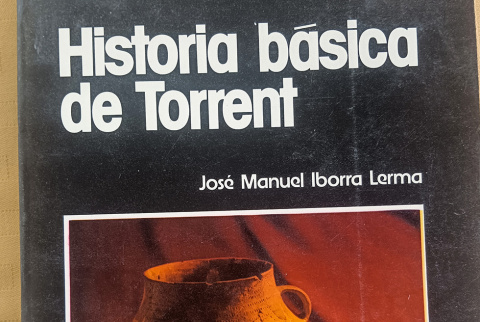 Historia básica
de Torrent
José Manuel Iborra Lerma